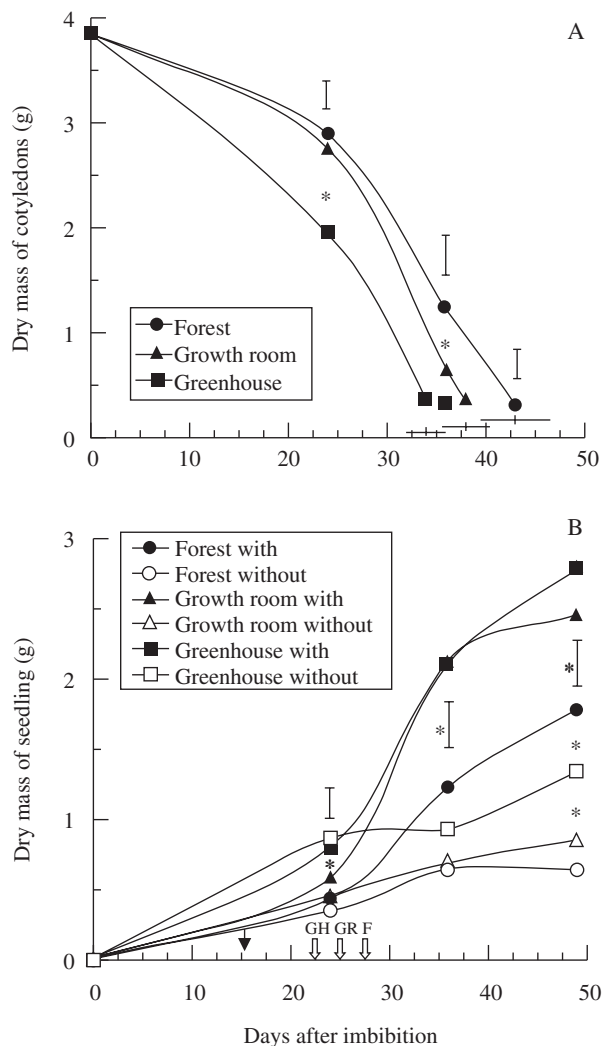 A
Dry mass of cotyledons (g)
4
3
2
1
0
*
*
Forest
Growth room
Greenhouse
0 10 20 30 40 50
B
Dry mass of seedling (g)
3
2
1
0
Forest with
Forest without
Growth room with
Growth room without
Greenhouse with
Greenhouse without
*
*
*
*
*
GH GR F
0 10 20 30 40 50
Days after imbibition